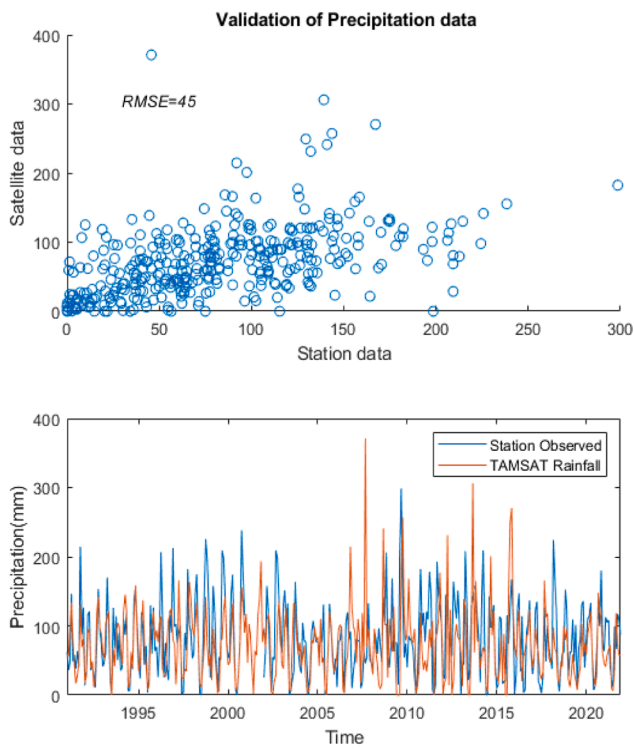 Validation of Precipitation data
400
300
200
100
0
RMSE=45
Satellite data
0 50 100 150 200 250 300
Station data
400
300
200
100
0
Precipitation(mm)
Station Observed
TAMSAT Rainfall
1995 2000 2005 2010 2015 2020
Time